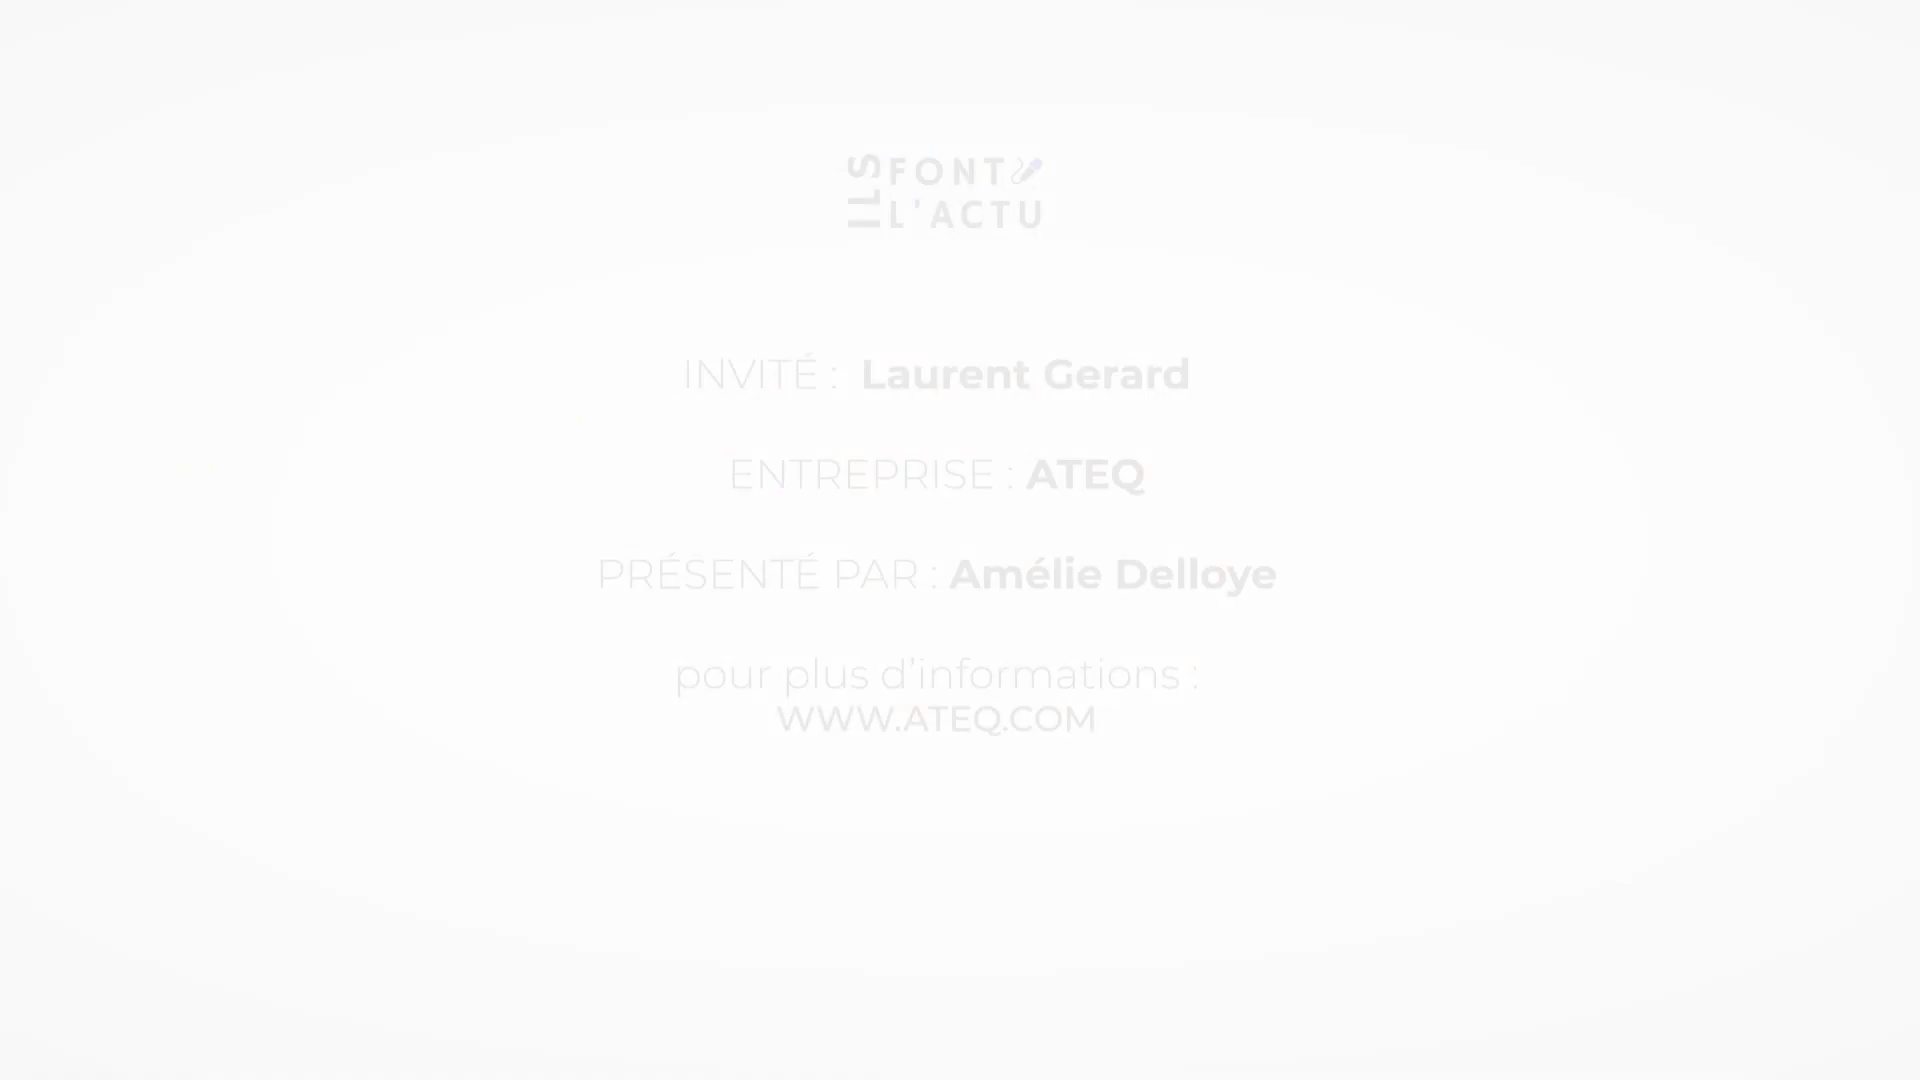 ILS FONT
L'ACTU
INVITÉ : Laurent Gerard
ENTREPRISE : ATEQ
PRÉSENTÉ PAR : Amélie Delloye
pour plus d'informations :
WWW.ATEQ.COM